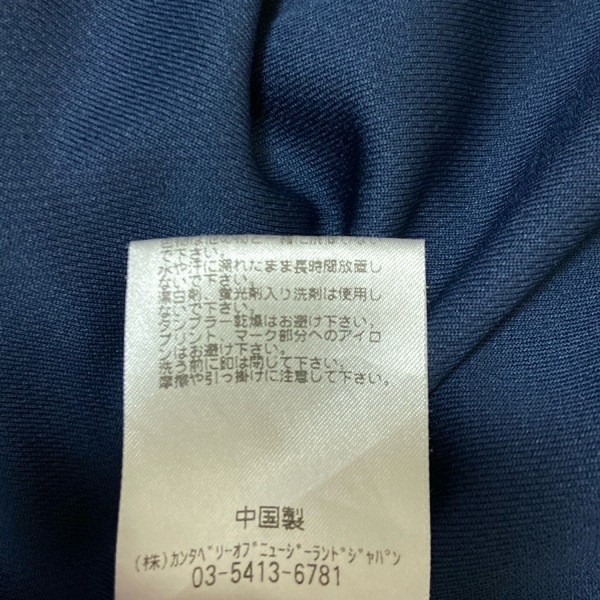 下さい。
水や汗に濡れたまま長時間放置し
ないで下さい。
漂白剤、蛍光剤入り洗剤は使用し
ないで下さい。
タンブラー乾燥はお避け下さい。
プリント、マーク部分へのアイロ
ンはお避け下さい。
洗う前に釦は閉じて下さい。
摩擦や引っ掛けに注意して下さい。
中国製
(株)ｶﾝﾀﾍﾞﾘｰｵﾌﾞﾆｭｰｼﾞｰﾗﾝﾄﾞｼﾞｬﾊﾟﾝ
03-5413-6781